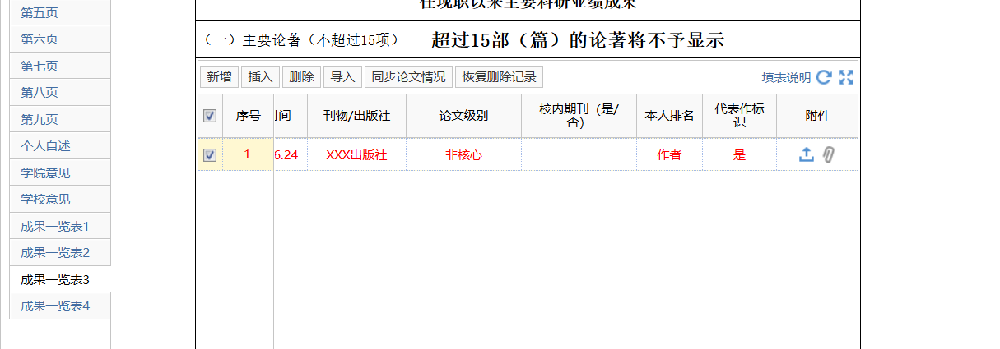 第五页
第六页
第七页
第八页
第九页
个人自述
学院意见
学校意见
成果一览表1
成果一览表2
成果一览表3
成果一览表4
任现职以来主要科研业绩成果
（一）主要论著（不超过15项） 超过15部（篇）的论著将不予显示
新增 插入 删除 导入 同步论文情况 恢复删除记录 填表说明
序号 时间 刊物/出版社 论文级别 校内期刊（是/否） 本人排名 代表作标识 附件
1 6.24 XXX出版社 非核心 作者 是